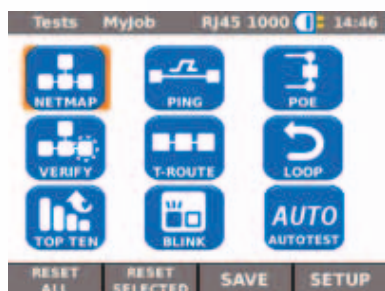 Tests MyJob RJ45 1000 14:46
NETMAP PING POE
VERIFY T-ROUTE LOOP
AUTO
TOP TEN BLINK AUTOTEST
RESET ALL RESET SELECTED SAVE SETUP